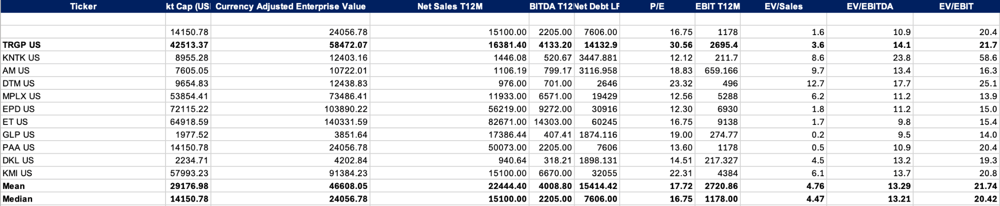 Ticker kt Cap (US Currency Adjusted Enterprise Value Net Sales T12M BITDA T12 Net Debt LF P/E EBIT T12M EV/Sales EV/EBITDA EV/EBIT
14150.78 24056.78 15100.00 2205.00 7606.00 16.75 1178 1.6 10.9 20.4
TRGP US 42513.37 58472.07 16381.40 4133.20 14132.9 30.56 2695.4 3.6 14.1 21.7
KNTK US 8955.28 12403.16 1446.08 520.67 3447.881 12.12 211.7 8.6 23.8 58.6
AM US 7605.05 10722.01 1106.19 799.17 3116.958 18.83 659.166 9.7 13.4 16.3
DTM US 9654.83 12438.83 976.00 701.00 2646 23.32 496 12.7 17.7 25.1
MPLX US 53854.41 73486.41 11933.00 6571.00 19429 12.56 5288 6.2 11.2 13.9
EPD US 72115.22 103890.22 56219.00 9272.00 30916 12.30 6930 1.8 11.2 15.0
ET US 64918.59 140331.59 82671.00 14303.00 60245 16.75 9138 1.7 9.8 15.4
GLP US 1977.52 3851.64 17386.44 407.41 1874.116 19.00 274.77 0.2 9.5 14.0
PAA US 14150.78 24056.78 50073.00 2205.00 7606 13.60 1178 0.5 10.9 20.4
DKL US 2234.71 4202.84 940.64 318.21 1898.131 14.51 217.327 4.5 13.2 19.3
KMI US 57993.23 91384.23 15100.00 6670.00 32055 22.31 4384 6.1 13.7 20.8
Mean 29176.98 46608.05 22444.40 4008.80 15414.42 17.72 2720.86 4.76 13.29 21.74
Median 14150.78 24056.78 15100.00 2205.00 7606.00 16.75 1178.00 4.47 13.21 20.42